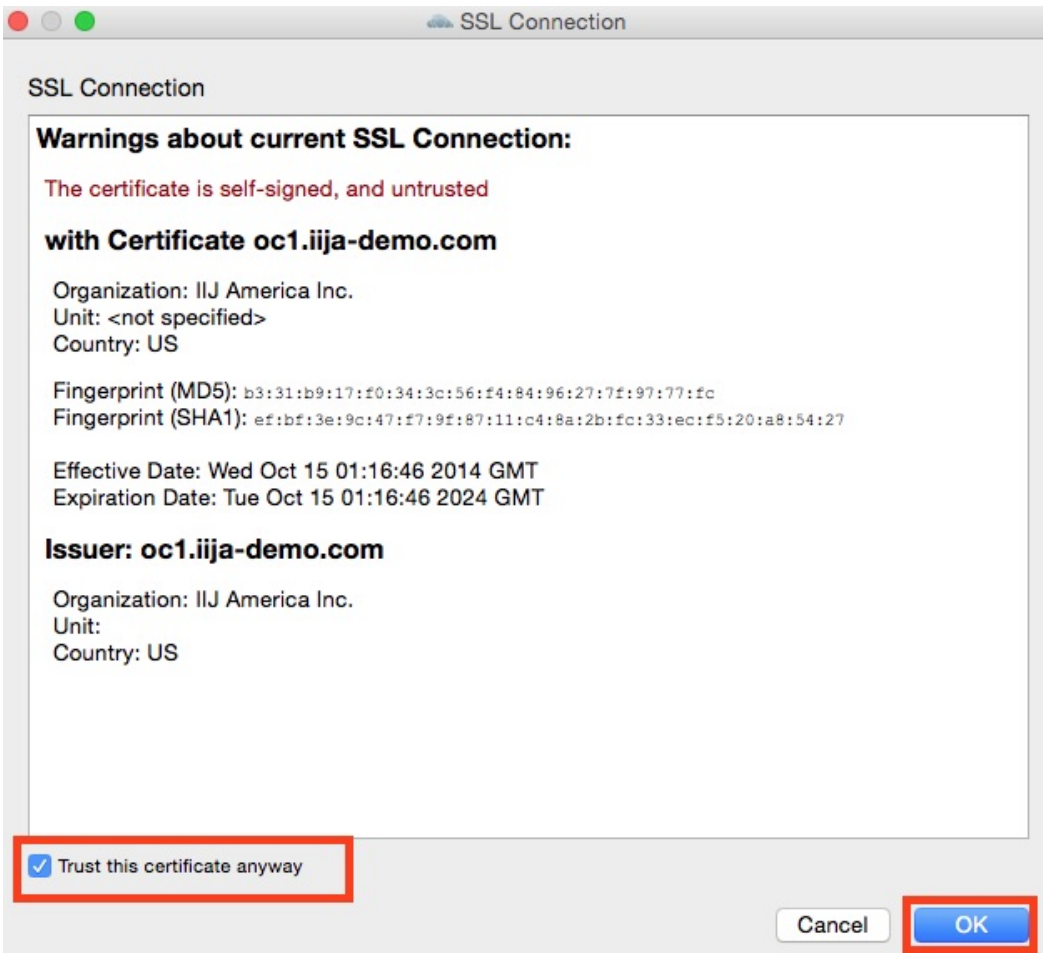 SSL Connection
SSL Connection
Warnings about current SSL Connection:
The certificate is self-signed, and untrusted
with Certificate oc1.iija-demo.com
Organization: IIJ America Inc.
Unit: <not specified>
Country: US
Fingerprint (MD5): b3:31:b9:17:f0:34:3c:56:f4:84:96:27:7f:97:77:fc
Fingerprint (SHA1): ef:bf:3e:9c:47:f7:9f:87:11:c4:8a:2b:fc:33:ec:f5:20:a8:54:27
Effective Date: Wed Oct 15 01:16:46 2014 GMT
Expiration Date: Tue Oct 15 01:16:46 2024 GMT
Issuer: oc1.iija-demo.com
Organization: IIJ America Inc.
Unit:
Country: US
Trust this certificate anyway
Cancel OK